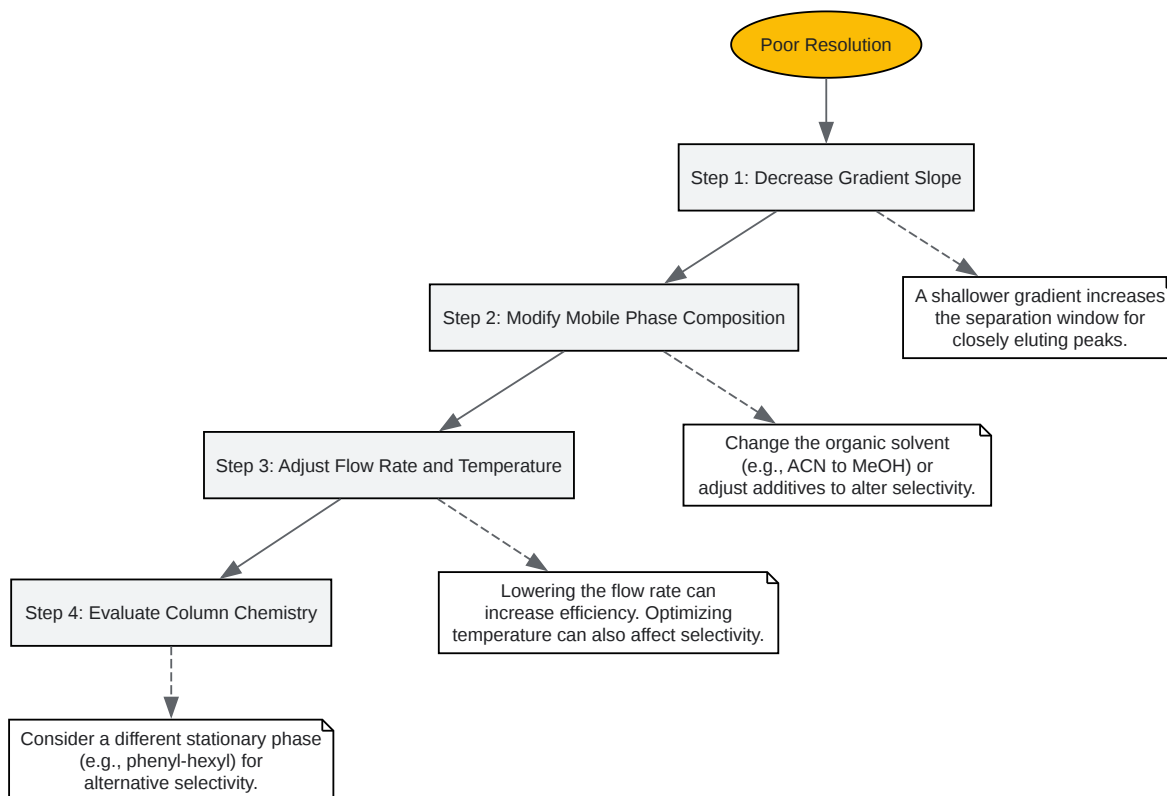 Poor Resolution
Step 1: Decrease Gradient Slope
A shallower gradient increases
the separation window for
closely eluting peaks.
Step 2: Modify Mobile Phase Composition
Change the organic solvent
(e.g., ACN to MeOH) or
adjust additives to alter selectivity.
Step 3: Adjust Flow Rate and Temperature
Lowering the flow rate can
increase efficiency. Optimizing
temperature can also affect selectivity.
Step 4: Evaluate Column Chemistry
Consider a different stationary phase
(e.g., phenyl-hexyl) for
alternative selectivity.